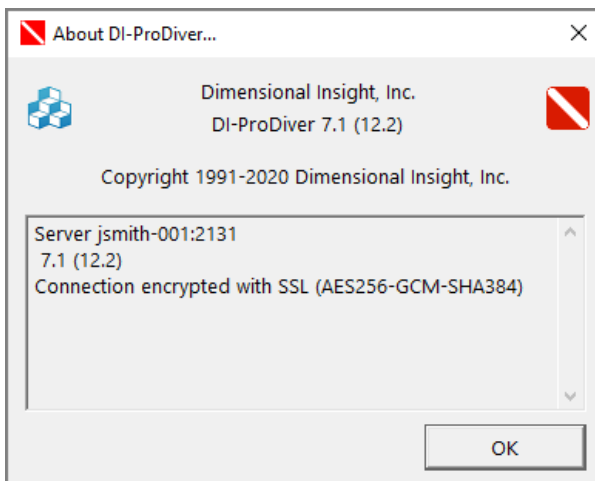 About DI-ProDiver...
Dimensional Insight, Inc.
DI-ProDiver 7.1 (12.2)
Copyright 1991-2020 Dimensional Insight, Inc.
Server jsmith-001:2131
7.1 (12.2)
Connection encrypted with SSL (AES256-GCM-SHA384)
OK